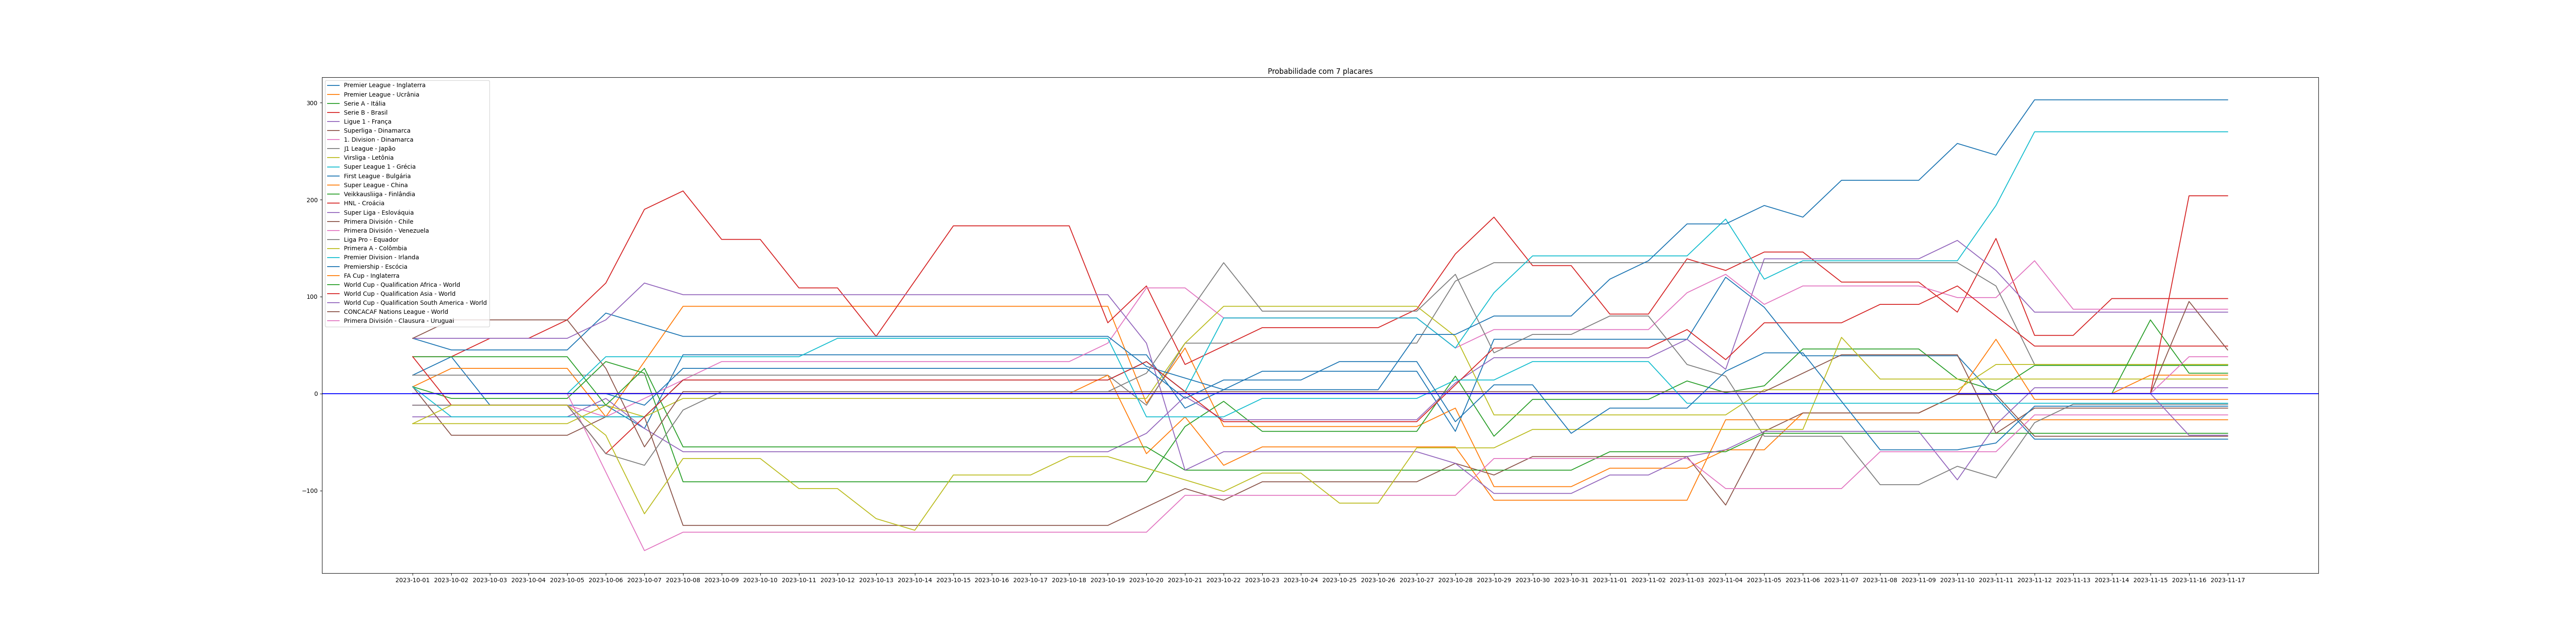 Probabilidade com 7 placares
300
200
100
0
−100
Premier League - Inglaterra
Premier League - Ucrânia
Serie A - Itália
Serie B - Brasil
Ligue 1 - França
Superliga - Dinamarca
1. Division - Dinamarca
J1 League - Japão
Virsliga - Letônia
Super League 1 - Grécia
First League - Bulgária
Super League - China
Veikkausliiga - Finlândia
HNL - Croácia
Super Liga - Eslováquia
Primera División - Chile
Primera División - Venezuela
Liga Pro - Equador
Primera A - Colômbia
Premier Division - Irlanda
Premiership - Escócia
FA Cup - Inglaterra
World Cup - Qualification Africa - World
World Cup - Qualification Asia - World
World Cup - Qualification South America - World
CONCACAF Nations League - World
Primera División - Clausura - Uruguai
2023-10-01 2023-10-02 2023-10-03 2023-10-04 2023-10-05 2023-10-06 2023-10-07 2023-10-08 2023-10-09 2023-10-10 2023-10-11 2023-10-12 2023-10-13 2023-10-14 2023-10-15 2023-10-16 2023-10-17 2023-10-18 2023-10-19 2023-10-20 2023-10-21 2023-10-22 2023-10-23 2023-10-24 2023-10-25 2023-10-26 2023-10-27 2023-10-28 2023-10-29 2023-10-30 2023-10-31 2023-11-01 2023-11-02 2023-11-03 2023-11-04 2023-11-05 2023-11-06 2023-11-07 2023-11-08 2023-11-09 2023-11-10 2023-11-11 2023-11-12 2023-11-13 2023-11-14 2023-11-15 2023-11-16 2023-11-17